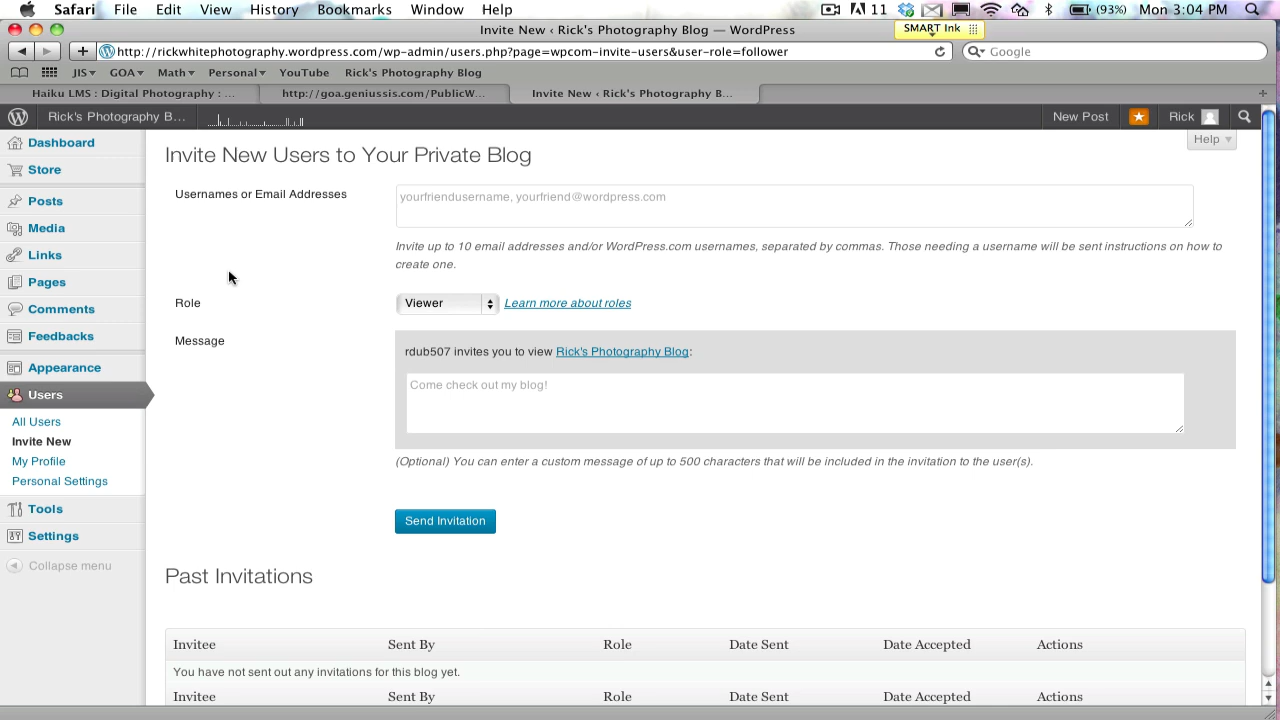 Safari File Edit View History Bookmarks Window Help 11 (93%) Mon 3:04 PM
Invite New ‹ Rick's Photography Blog — WordPress
SMART Ink
http://rickwhitephotography.wordpress.com/wp-admin/users.php?page=wpcom-invite-users&user-role=follower
Google
JIS GOA Math Personal YouTube Rick's Photography Blog
Haiku LMS : Digital Photography : ...
http://goa.geniussis.com/PublicW...
Invite New ‹ Rick's Photography B...
Rick's Photography B...
New Post
Rick
Help
Dashboard
Store
Posts
Media
Links
Pages
Comments
Feedbacks
Appearance
Users
All Users
Invite New
My Profile
Personal Settings
Tools
Settings
Collapse menu
Invite New Users to Your Private Blog
Usernames or Email Addresses
yourfriendusername, yourfriend@wordpress.com
Invite up to 10 email addresses and/or WordPress.com usernames, separated by commas. Those needing a username will be sent instructions on how to
create one.
Role
Viewer
Learn more about roles
Message
rdub507 invites you to view Rick's Photography Blog:
Come check out my blog!
(Optional) You can enter a custom message of up to 500 characters that will be included in the invitation to the user(s).
Send Invitation
Past Invitations
Invitee Sent By Role Date Sent Date Accepted Actions
You have not sent out any invitations for this blog yet.
Invitee Sent By Role Date Sent Date Accepted Actions